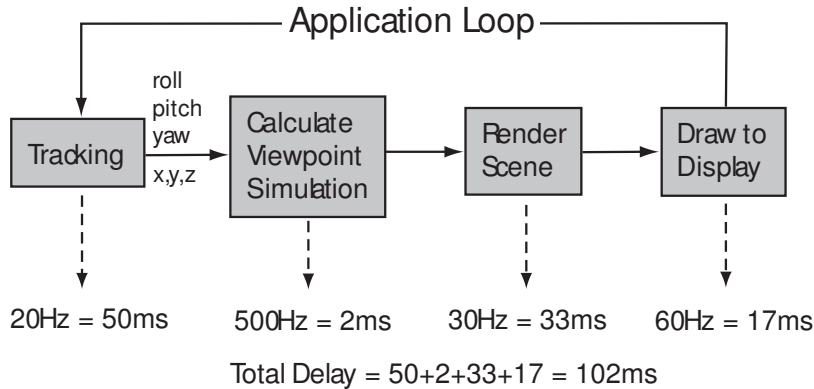 Application Loop
roll
pitch
yaw
x,y,z
Tracking
Calculate
Viewpoint
Simulation
Render
Scene
Draw to
Display
20Hz = 50ms
500Hz = 2ms
30Hz = 33ms
60Hz = 17ms
Total Delay = 50+2+33+17 = 102ms